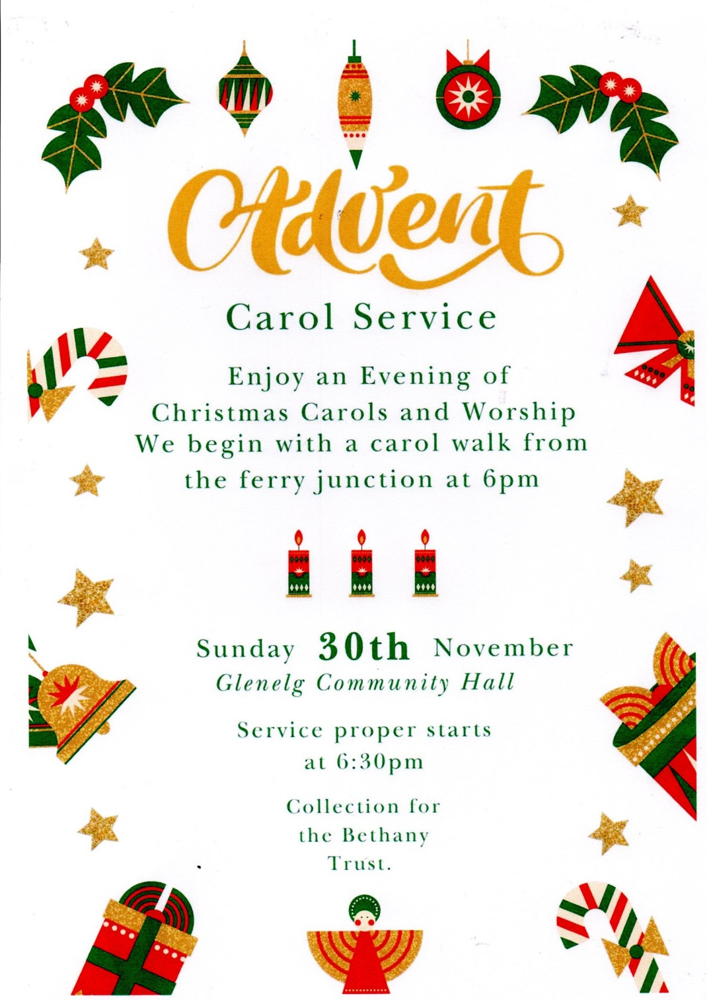 Advent
Carol Service
Enjoy an Evening of
Christmas Carols and Worship
We begin with a carol walk from
the ferry junction at 6pm
Sunday 30th November
Glenelg Community Hall
Service proper starts
at 6:30pm
Collection for
the Bethany
Trust.